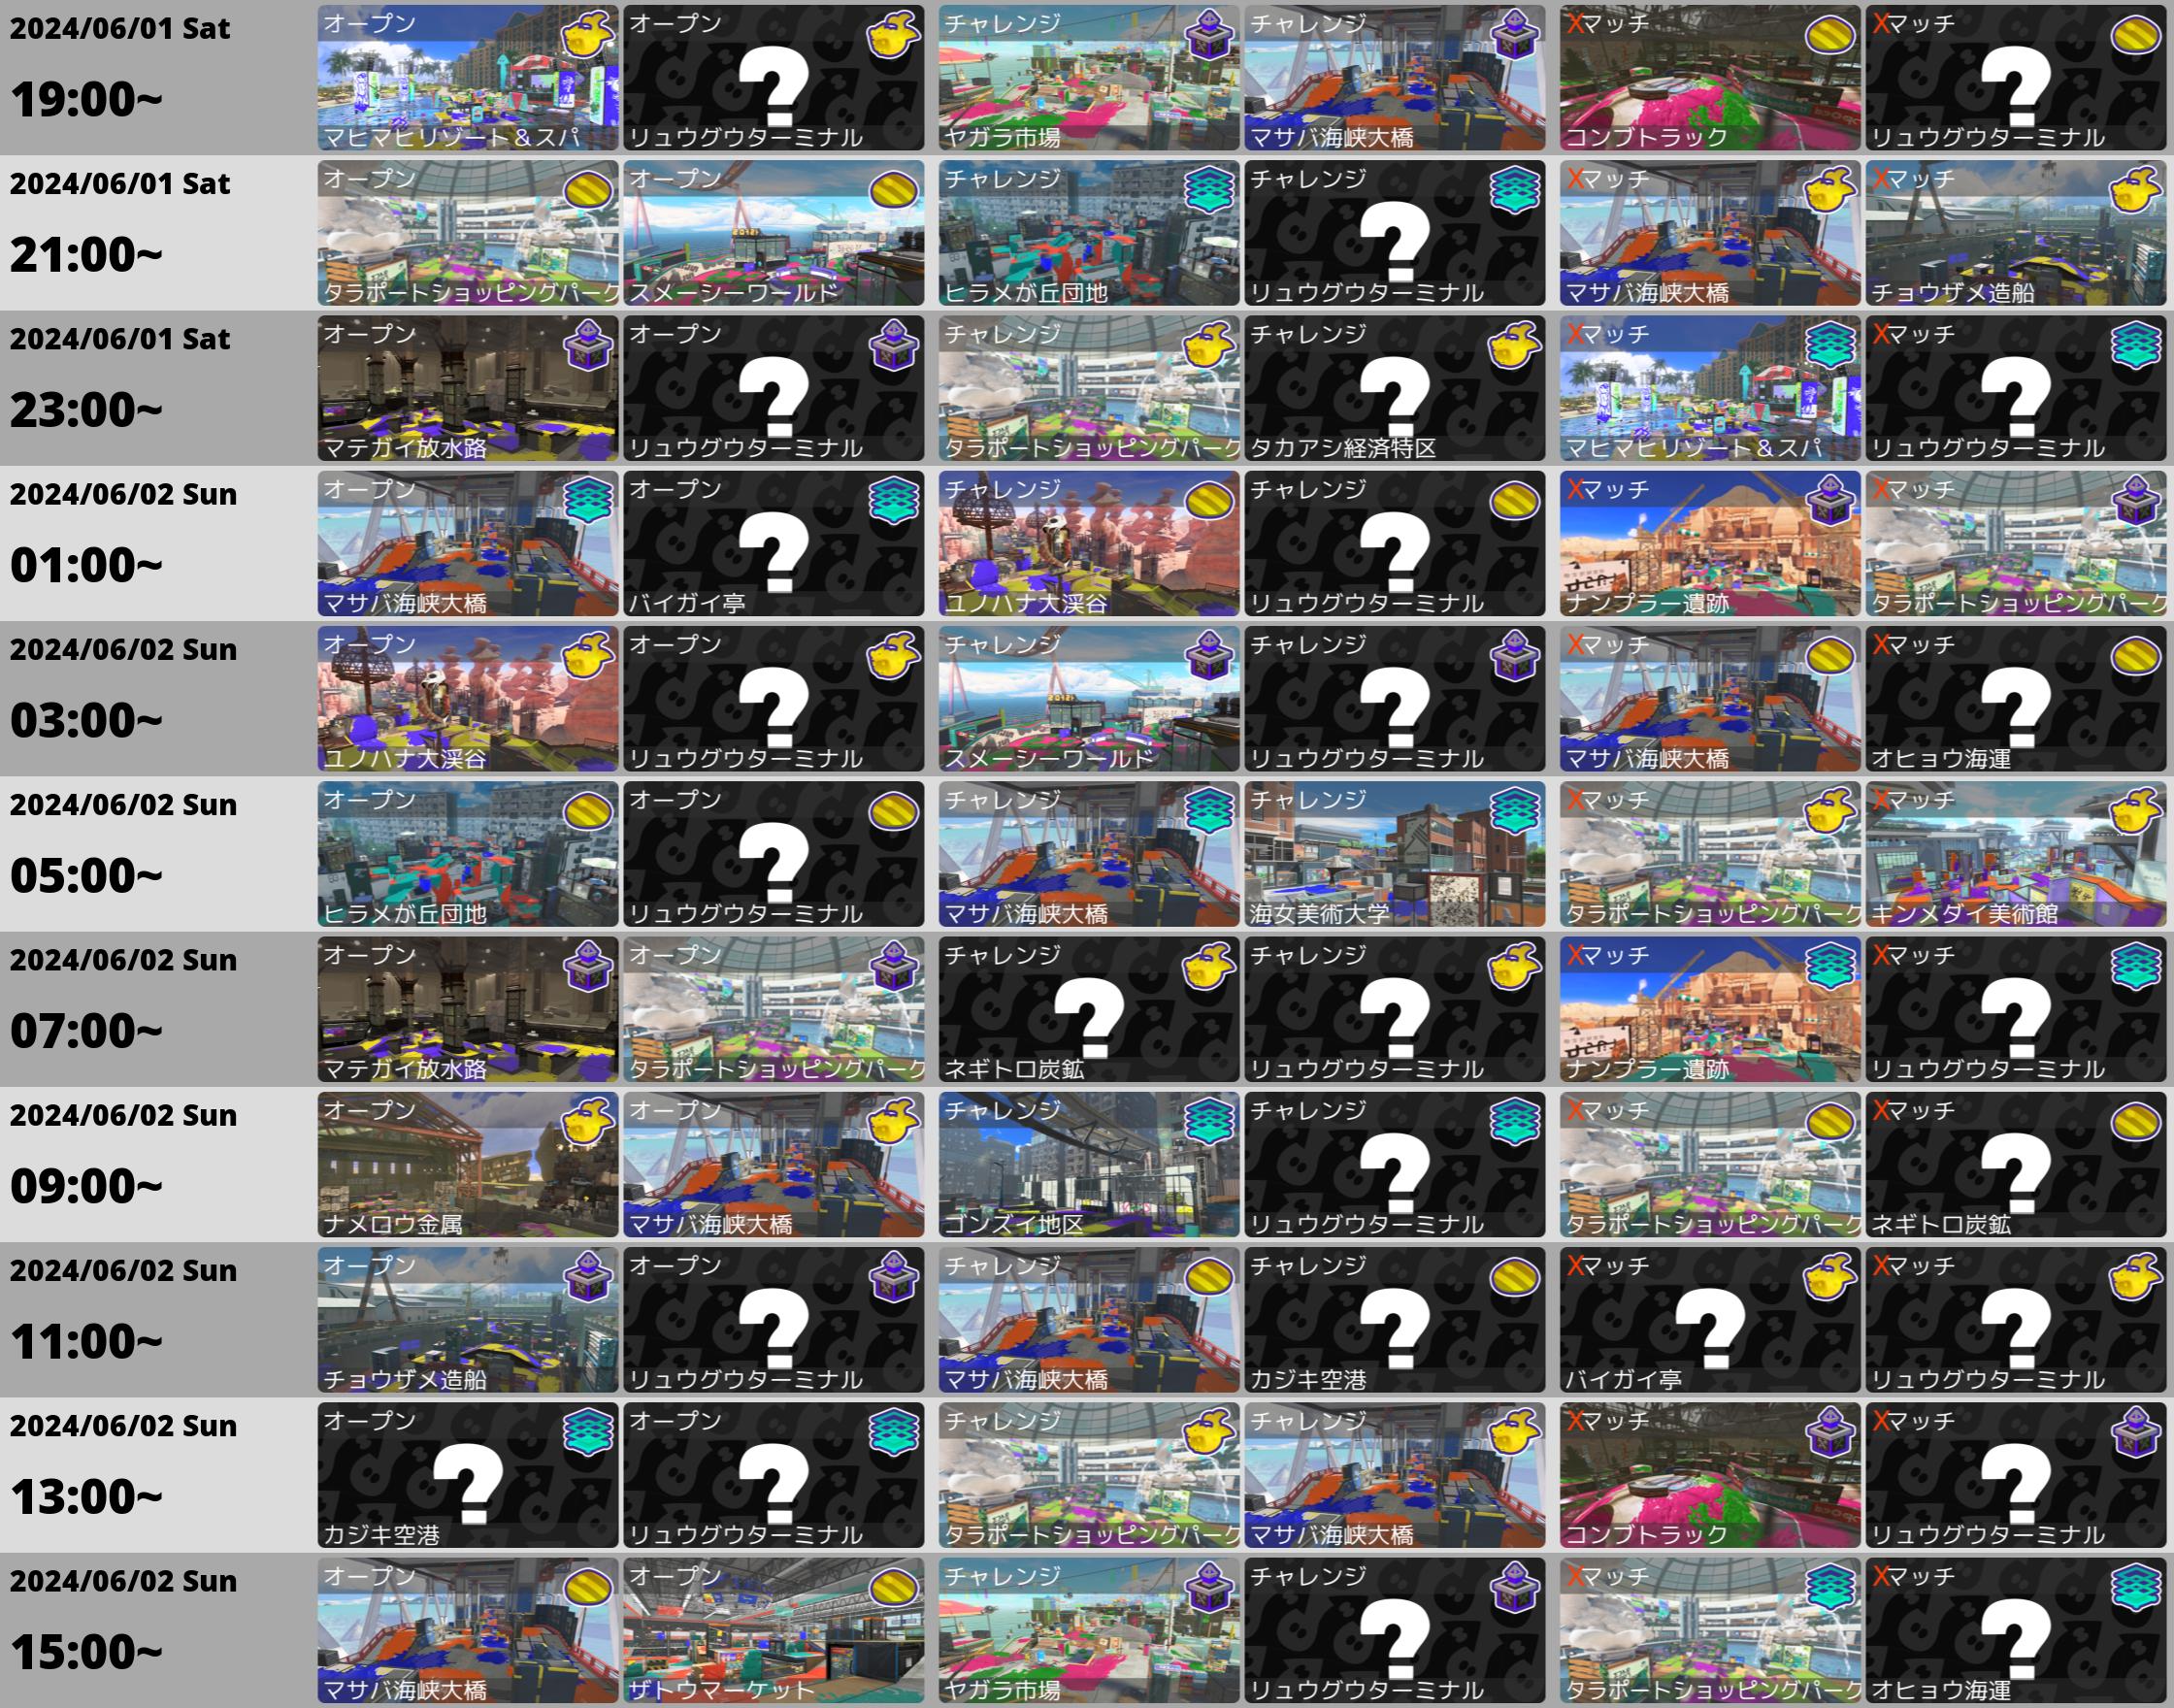 2024/06/01 Sat
19:00~
オープン
マヒマヒリゾート＆スパ
オープン
リュウグウターミナル
チャレンジ
ヤガラ市場
チャレンジ
マサバ海峡大橋
Xマッチ
コンブトラック
Xマッチ
リュウグウターミナル
2024/06/01 Sat
21:00~
オープン
タラポートショッピングパーク
オープン
スメーシーワールド
チャレンジ
ヒラメが丘団地
チャレンジ
リュウグウターミナル
Xマッチ
マサバ海峡大橋
Xマッチ
チョウザメ造船
2024/06/01 Sat
23:00~
オープン
マテガイ放水路
オープン
リュウグウターミナル
チャレンジ
タラポートショッピングパーク
チャレンジ
タカアシ経済特区
Xマッチ
マヒマヒリゾート＆スパ
Xマッチ
リュウグウターミナル
2024/06/02 Sun
01:00~
オープン
マサバ海峡大橋
オープン
バイガイ亭
チャレンジ
ユノハナ大渓谷
チャレンジ
リュウグウターミナル
Xマッチ
ナンプラー遺跡
Xマッチ
タラポートショッピングパーク
2024/06/02 Sun
03:00~
オープン
ユノハナ大渓谷
オープン
リュウグウターミナル
チャレンジ
スメーシーワールド
チャレンジ
リュウグウターミナル
Xマッチ
マサバ海峡大橋
Xマッチ
オヒョウ海運
2024/06/02 Sun
05:00~
オープン
ヒラメが丘団地
オープン
リュウグウターミナル
チャレンジ
マサバ海峡大橋
チャレンジ
海女美術大学
Xマッチ
タラポートショッピングパーク
Xマッチ
キンメダイ美術館
2024/06/02 Sun
07:00~
オープン
マテガイ放水路
オープン
タラポートショッピングパーク
チャレンジ
ネギトロ炭鉱
チャレンジ
リュウグウターミナル
Xマッチ
ナンプラー遺跡
Xマッチ
リュウグウターミナル
2024/06/02 Sun
09:00~
オープン
ナメロウ金属
オープン
マサバ海峡大橋
チャレンジ
ゴンズイ地区
チャレンジ
リュウグウターミナル
Xマッチ
タラポートショッピングパーク
Xマッチ
ネギトロ炭鉱
2024/06/02 Sun
11:00~
オープン
チョウザメ造船
オープン
リュウグウターミナル
チャレンジ
マサバ海峡大橋
チャレンジ
カジキ空港
Xマッチ
バイガイ亭
Xマッチ
リュウグウターミナル
2024/06/02 Sun
13:00~
オープン
カジキ空港
オープン
リュウグウターミナル
チャレンジ
タラポートショッピングパーク
チャレンジ
マサバ海峡大橋
Xマッチ
コンブトラック
Xマッチ
リュウグウターミナル
2024/06/02 Sun
15:00~
オープン
マサバ海峡大橋
オープン
ザトウマーケット
チャレンジ
ヤガラ市場
チャレンジ
リュウグウターミナル
Xマッチ
タラポートショッピングパーク
Xマッチ
オヒョウ海運